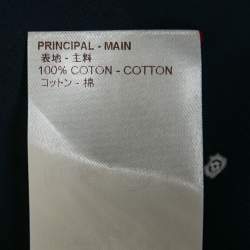 PRINCIPAL - MAIN
表地 - 主料
100% COTON - COTTON
コットン - 棉